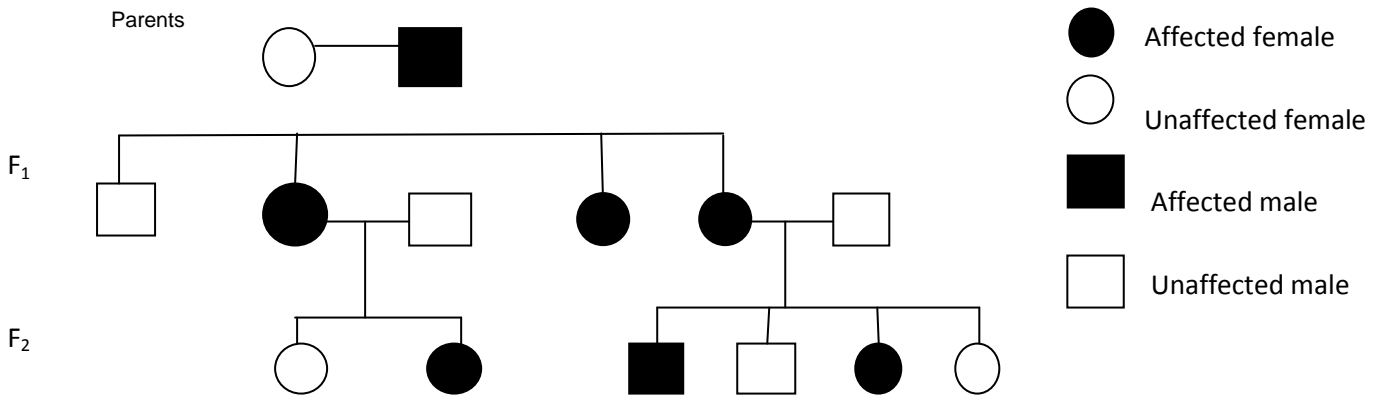 Parents
Affected female
Unaffected female
F₁
Affected male
Unaffected male
F₂